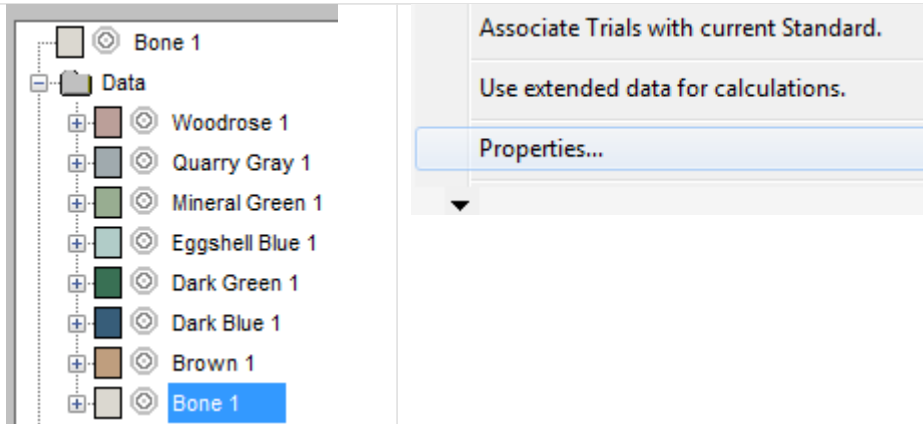 Bone 1
Data
Woodrose 1
Quarry Gray 1
Mineral Green 1
Eggshell Blue 1
Dark Green 1
Dark Blue 1
Brown 1
Bone 1
Associate Trials with current Standard.
Use extended data for calculations.
Properties...